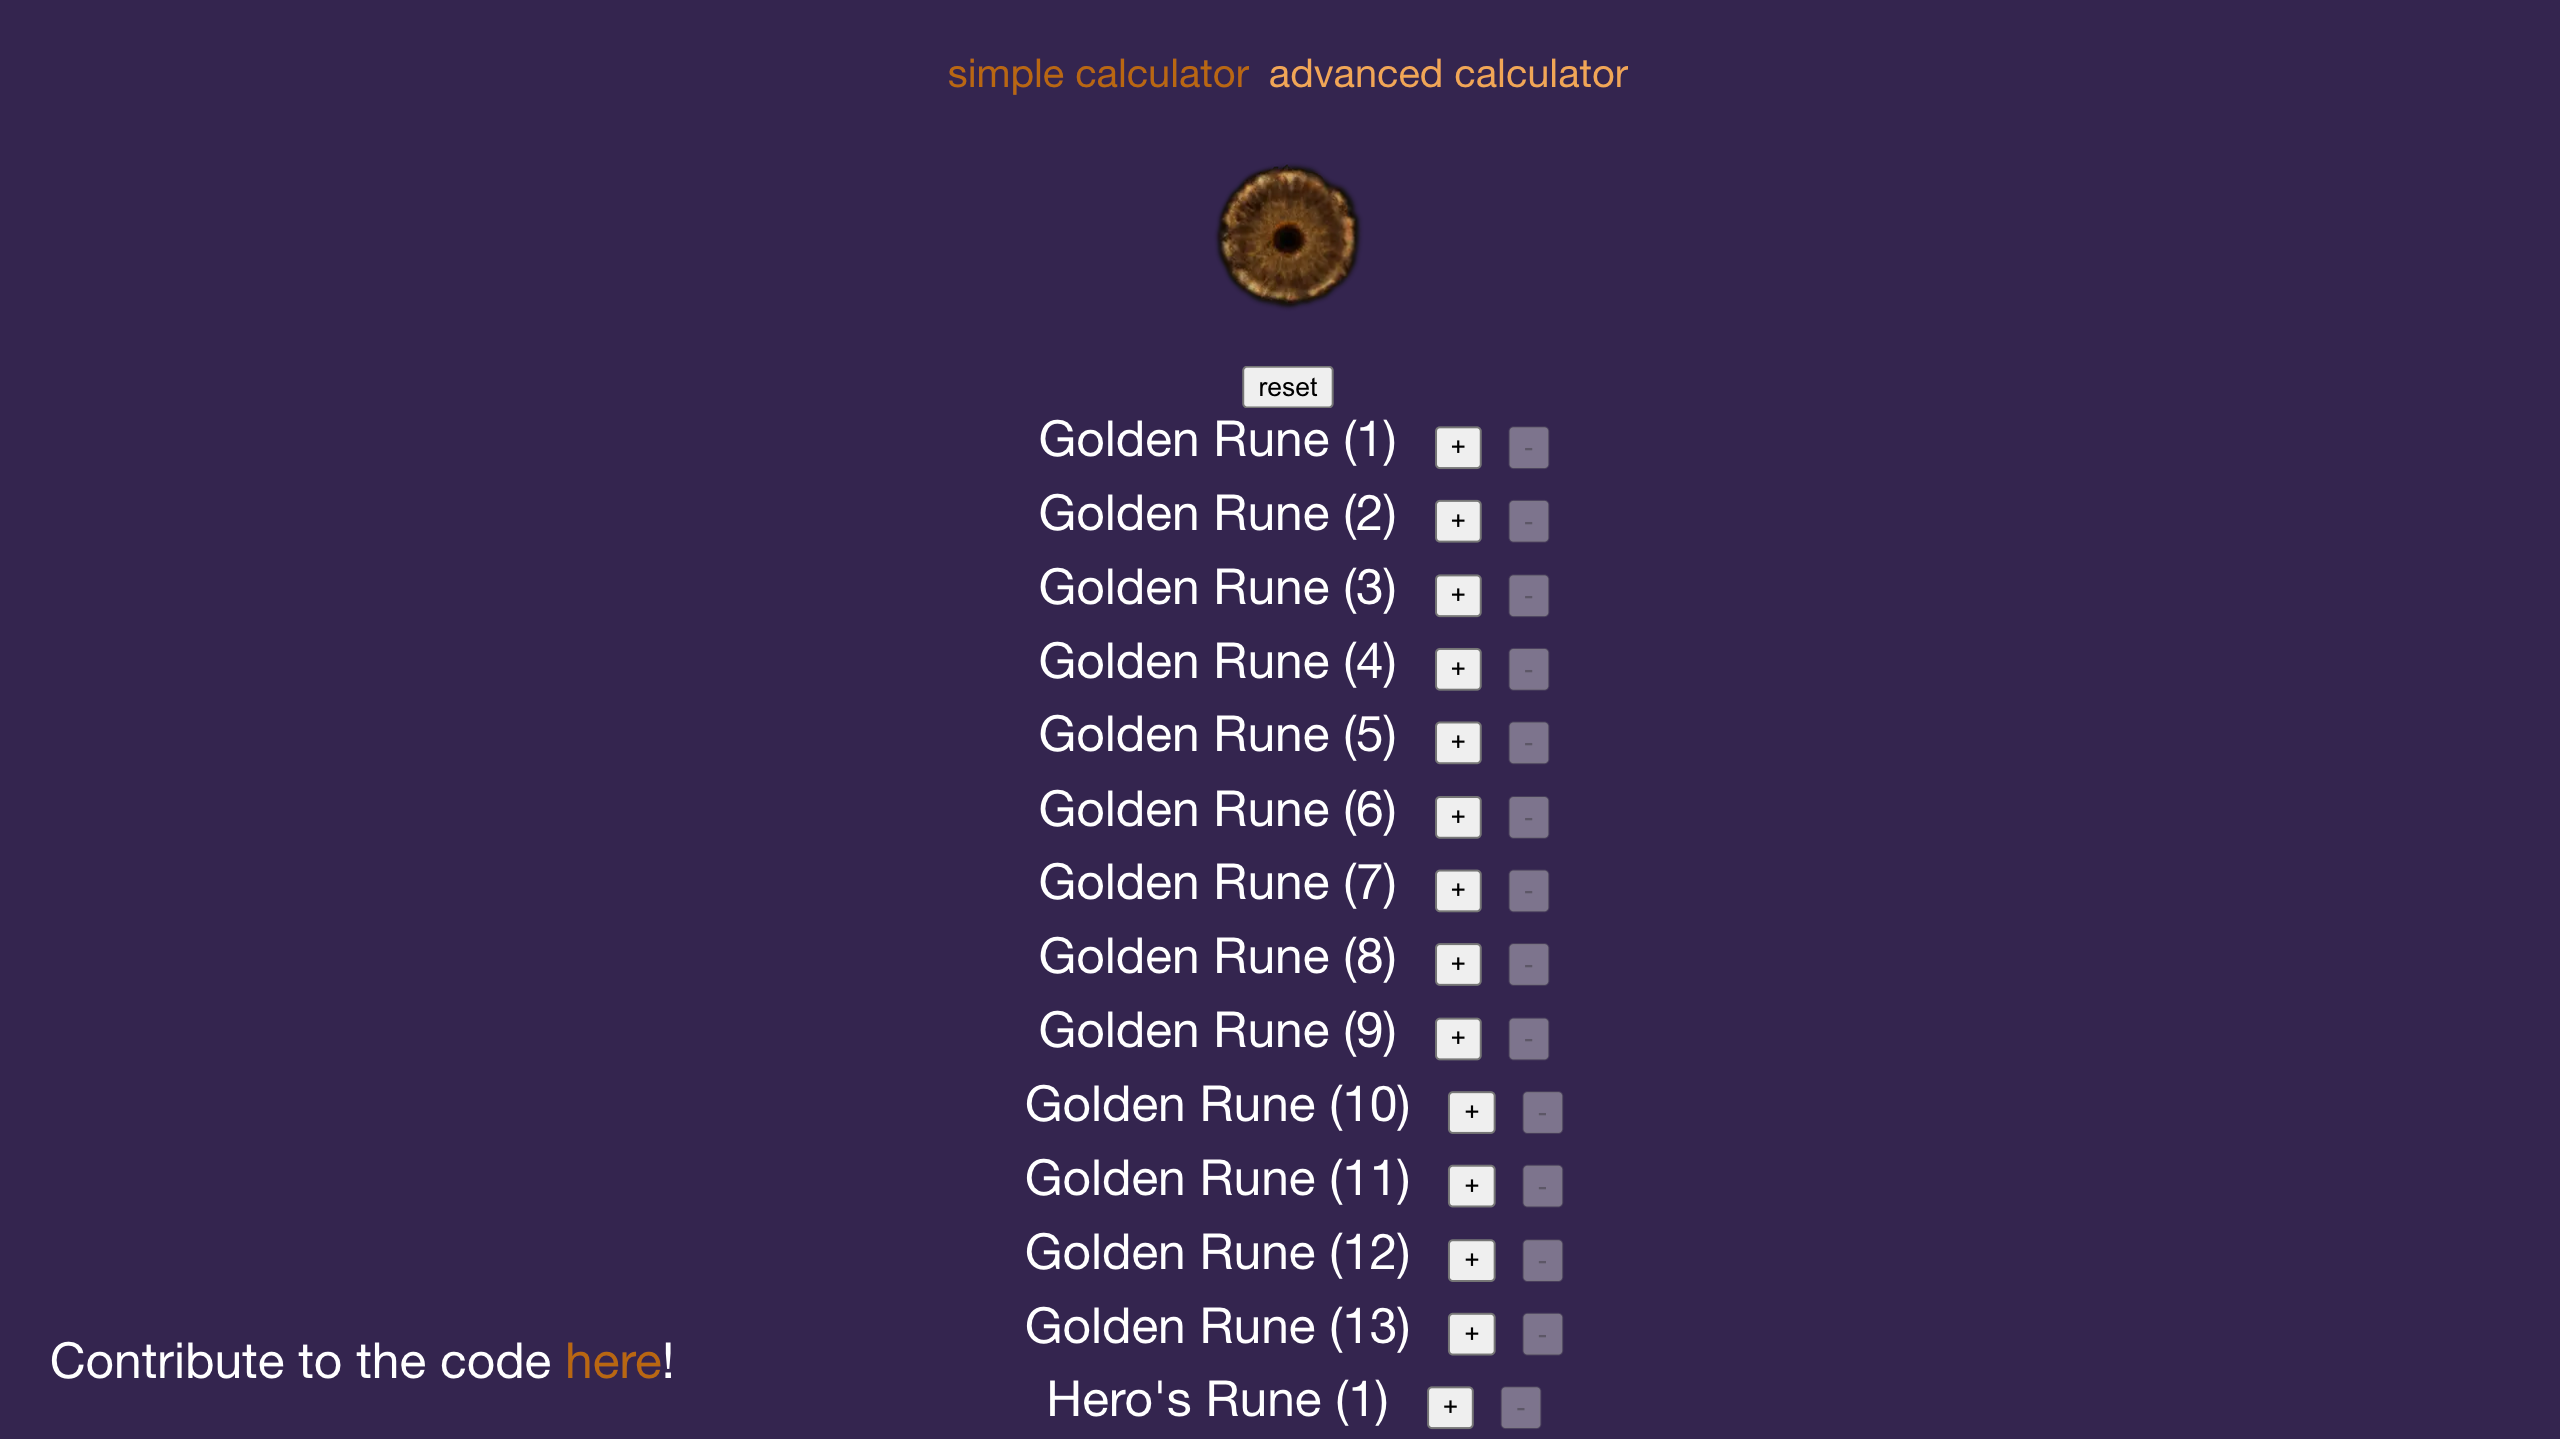 simple calculator advanced calculator
reset
Golden Rune (1) + -
Golden Rune (2) + -
Golden Rune (3) + -
Golden Rune (4) + -
Golden Rune (5) + -
Golden Rune (6) + -
Golden Rune (7) + -
Golden Rune (8) + -
Golden Rune (9) + -
Golden Rune (10) + -
Golden Rune (11) + -
Golden Rune (12) + -
Golden Rune (13) + -
Hero's Rune (1) + -
Contribute to the code here!